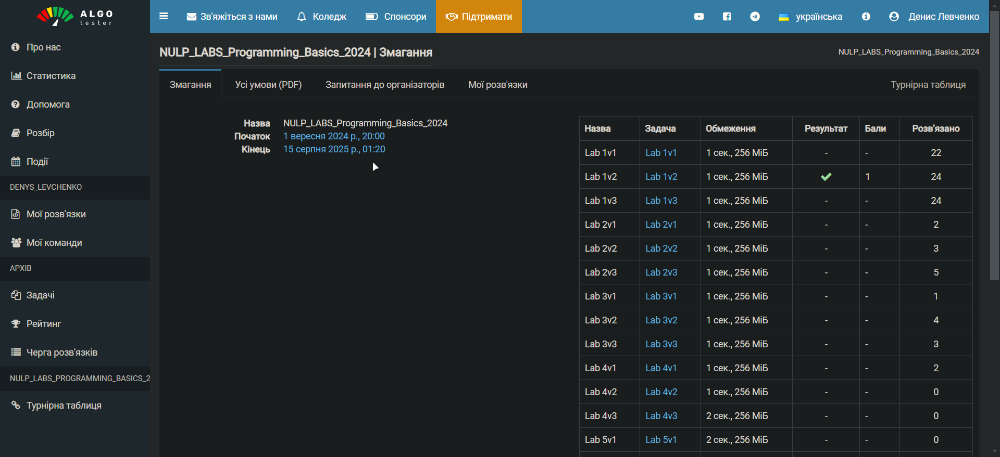 ALGO
tester
Зв'яжіться з нами
Коледж
Спонсори
Підтримати
українська
Денис Левченко
Про нас
Статистика
Допомога
Розбір
Події
DENYS_LEVCHENKO
Мої розв'язки
Мої команди
АРХІВ
Задачі
Рейтинг
Черга розв'язків
NULP_LABS_PROGRAMMING_BASICS_2
Турнірна таблиця
NULP_LABS_Programming_Basics_2024 | Змагання
NULP_LABS_Programming_Basics_2024
Змагання
Усі умови (PDF)
Запитання до організаторів
Мої розв'язки
Турнірна таблиця
Назва NULP_LABS_Programming_Basics_2024
Початок 1 вересня 2024 р., 20:00
Кінець 15 серпня 2025 р., 01:20
Назва Задача Обмеження Результат Бали Розв'язано
Lab 1v1 Lab 1v1 1 сек., 256 МіБ - - 22
Lab 1v2 Lab 1v2 1 сек., 256 МіБ 1 24
Lab 1v3 Lab 1v3 1 сек., 256 МіБ - - 24
Lab 2v1 Lab 2v1 1 сек., 256 МіБ - - 2
Lab 2v2 Lab 2v2 1 сек., 256 МіБ - - 3
Lab 2v3 Lab 2v3 1 сек., 256 МіБ - - 5
Lab 3v1 Lab 3v1 1 сек., 256 МіБ - - 1
Lab 3v2 Lab 3v2 1 сек., 256 МіБ - - 4
Lab 3v3 Lab 3v3 1 сек., 256 МіБ - - 3
Lab 4v1 Lab 4v1 1 сек., 256 МіБ - - 2
Lab 4v2 Lab 4v2 1 сек., 256 МіБ - - 0
Lab 4v3 Lab 4v3 2 сек., 256 МіБ - - 0
Lab 5v1 Lab 5v1 2 сек., 256 МіБ - - 0